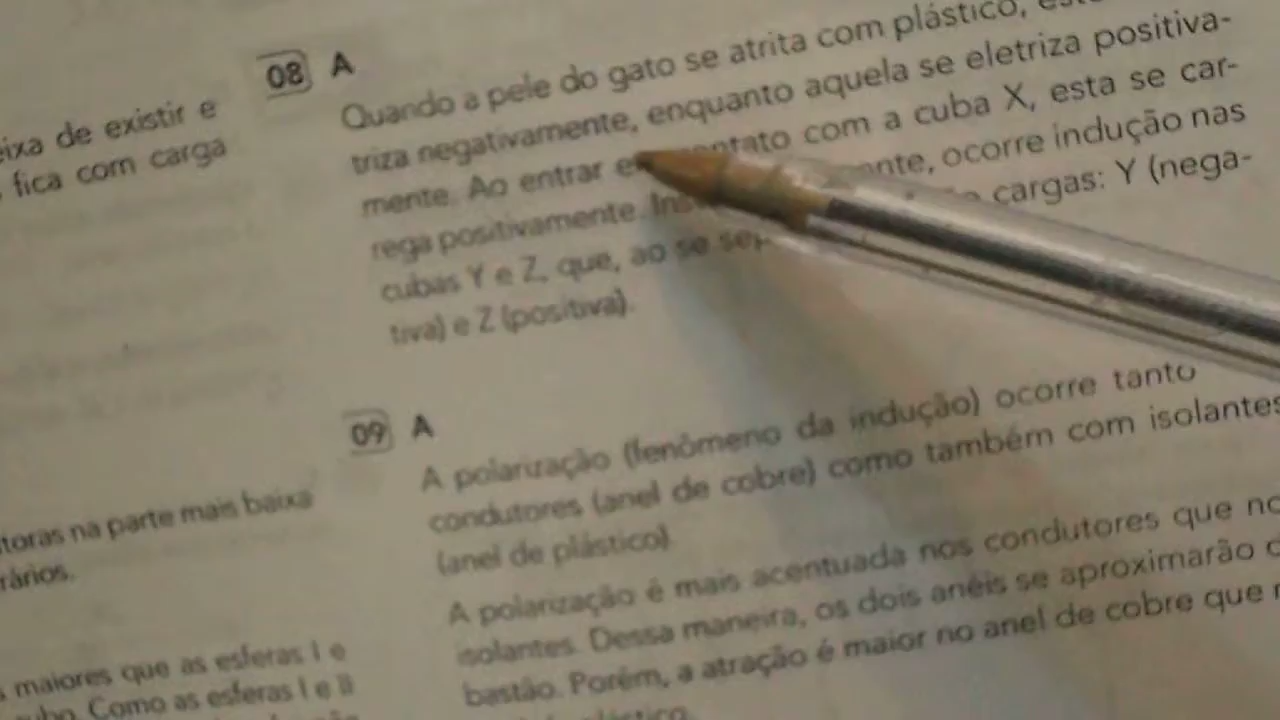 eixa de existir e
fica com carga
toras na parte mais baixa
rários.
maiores que as esferas I e
Como as esferas I e II
08 A
Quando a pele do gato se atrita com plástico,
triza negativamente, enquanto aquela se eletriza positiva-
mente. Ao entrar com a cuba X, esta se car-
rega positivamente. ocorre indução nas
cubas Y e Z, que, ao se cargas: Y (nega-
tiva) e Z (positiva).
09 A
A polarização (fenômeno da indução) ocorre tanto
condutores (anel de cobre) como também com isolantes
(anel de plástico).
A polarização é mais acentuada nos condutores que
isolantes. Dessa maneira, os dois anéis se aproximarão
bastão. Porém, a atração é maior no anel de cobre que
plástico.